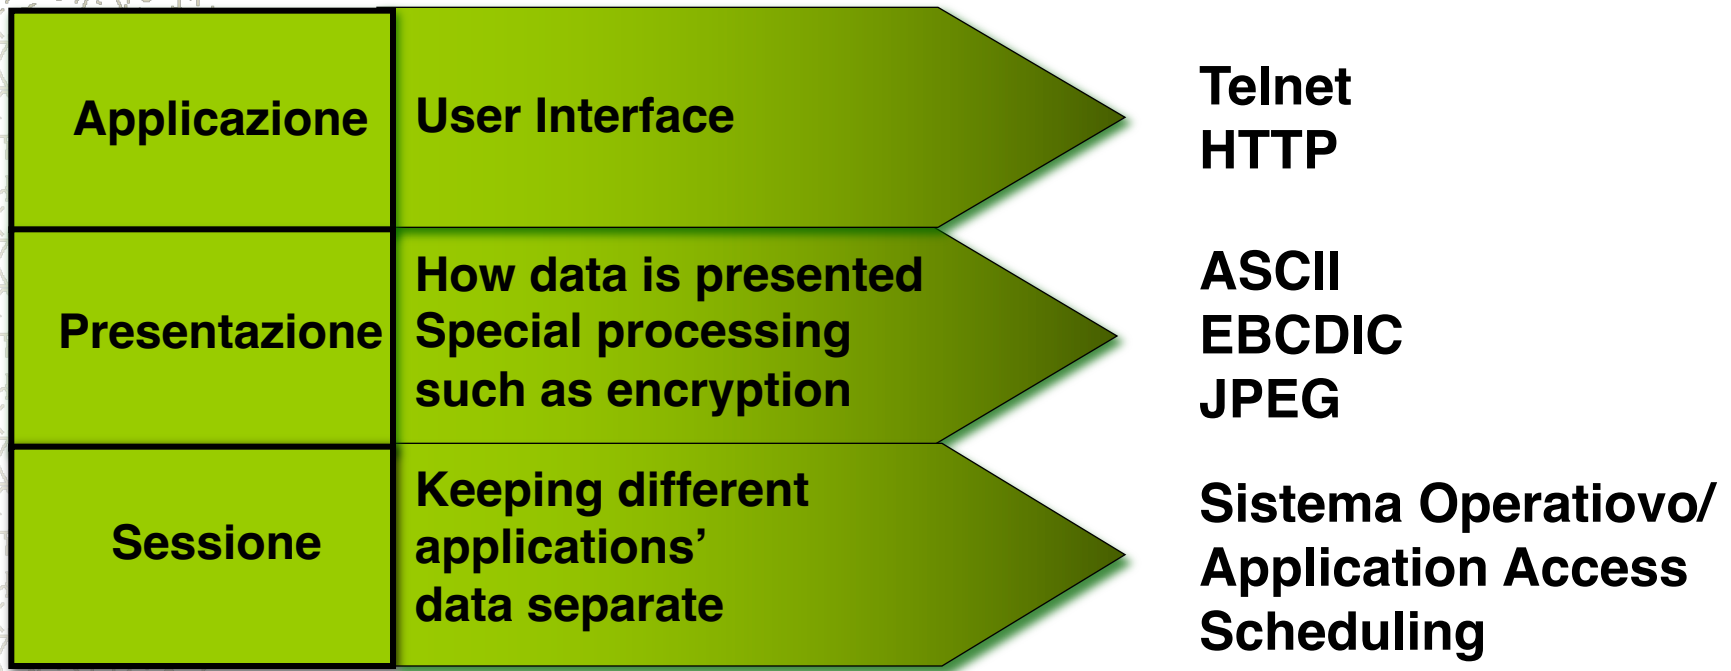 Applicazione
User Interface
Telnet
HTTP
Presentazione
How data is presented
Special processing
such as encryption
ASCII
EBCDIC
JPEG
Sessione
Keeping different
applications’
data separate
Sistema Operatiovo/
Application Access
Scheduling